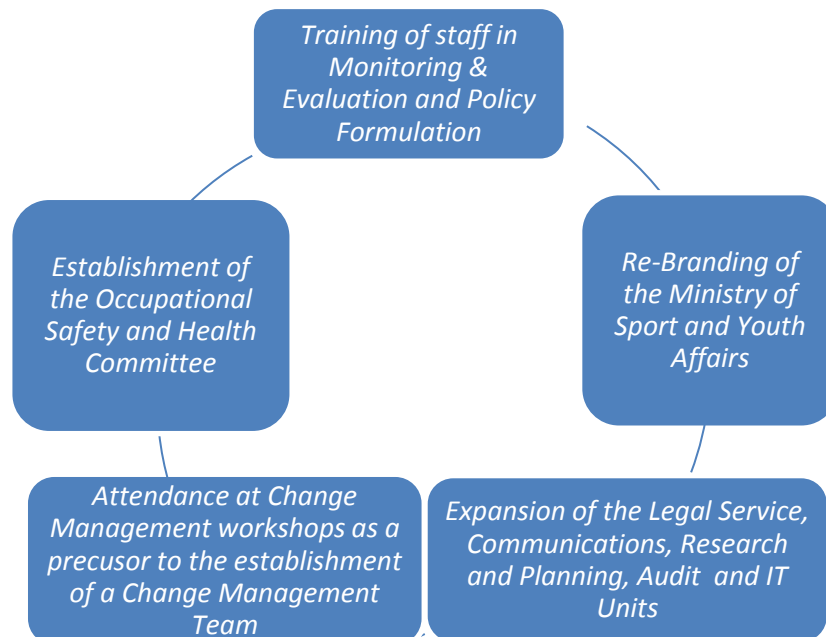 Training of staff in
Monitoring &
Evaluation and Policy
Formulation
Re-Branding of
the Ministry of
Sport and Youth
Affairs
Expansion of the Legal Service,
Communications, Research
and Planning, Audit and IT
Units
Attendance at Change
Management workshops as a
precusor to the establishment
of a Change Management
Team
Establishment of
the Occupational
Safety and Health
Committee